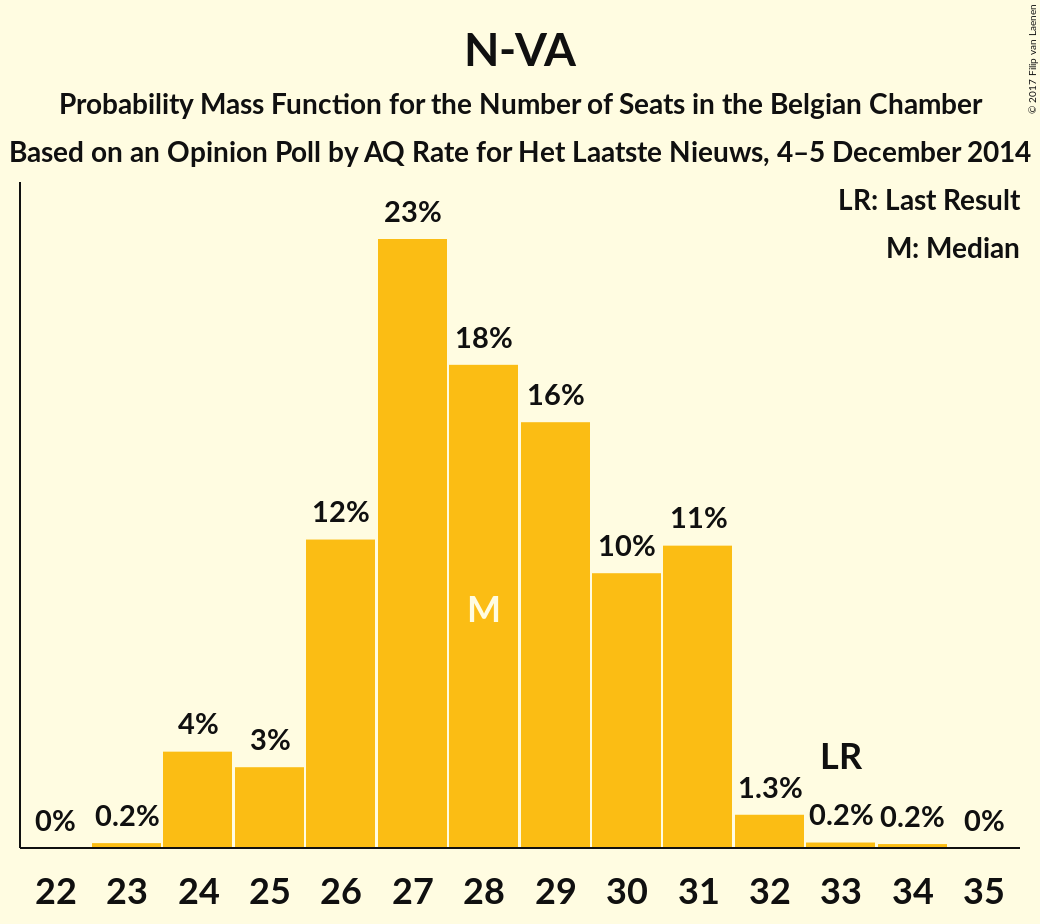 N-VA
Probability Mass Function for the Number of Seats in the Belgian Chamber
Based on an Opinion Poll by AQ Rate for Het Laatste Nieuws, 4–5 December 2014
© 2017 Filip van Laenen
LR: Last Result
M: Median
0% 0.2% 4% 3% 12% 23% 18% 16% 10% 11% 1.3% 0.2% 0.2% 0%
M
LR
22 23 24 25 26 27 28 29 30 31 32 33 34 35